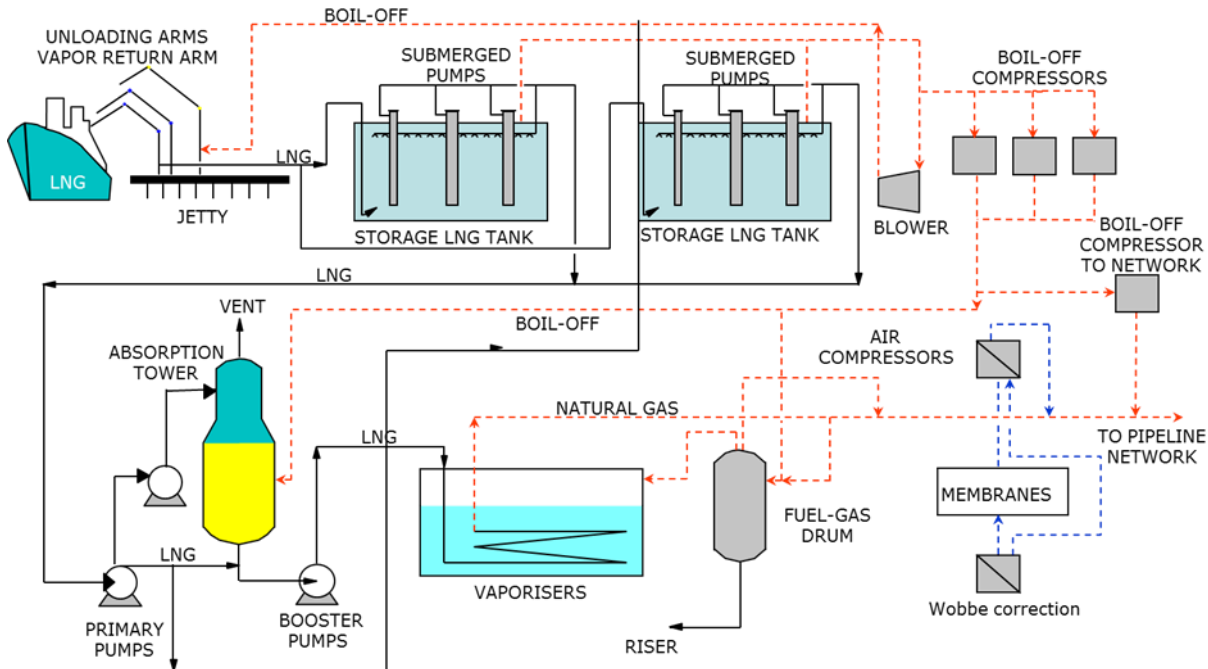 BOIL-OFF
UNLOADING ARMS
VAPOR RETURN ARM
SUBMERGED
PUMPS
SUBMERGED
PUMPS
BOIL-OFF
COMPRESSORS
LNG
LNG
JETTY
STORAGE LNG TANK
STORAGE LNG TANK
BLOWER
BOIL-OFF
COMPRESSOR
TO NETWORK
LNG
VENT
BOIL-OFF
AIR
COMPRESSORS
ABSORPTION
TOWER
NATURAL GAS
LNG
TO PIPELINE
NETWORK
MEMBRANES
FUEL-GAS
DRUM
LNG
VAPORISERS
Wobbe correction
PRIMARY
PUMPS
BOOSTER
PUMPS
RISER